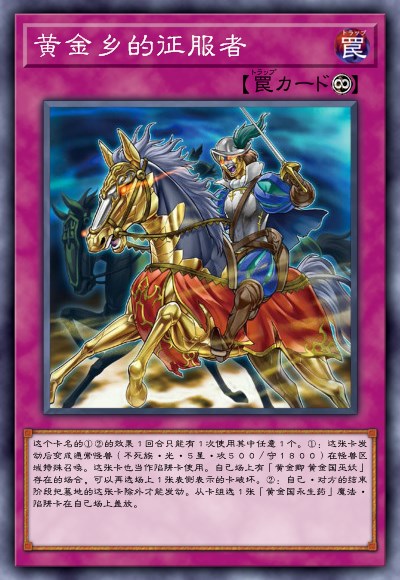 黄金乡的征服者
罠
トラップ
【罠カード】
トラップ
这个卡名的①②的效果1回合只能有1次使用其中任意1个。①：这张卡发
动后变成通常怪兽（不死族·光·5星·攻500/守1800）在怪兽区
域特殊召唤。这张卡也当作陷阱卡使用。自己场上有「黄金卿 黄金国巫妖」
存在的场合，可以再选场上1张表侧表示的卡破坏。②：自己·对方的结束
阶段把墓地的这张卡除外才能发动。从卡组选1张「黄金国永生药」魔法·
陷阱卡在自己场上盖放。